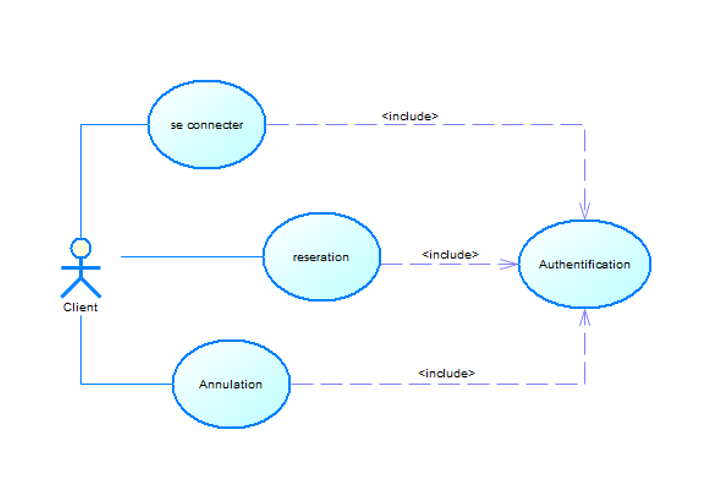 <include>
se connecter
reseration
<include>
Authentification
Client
<include>
Annulation